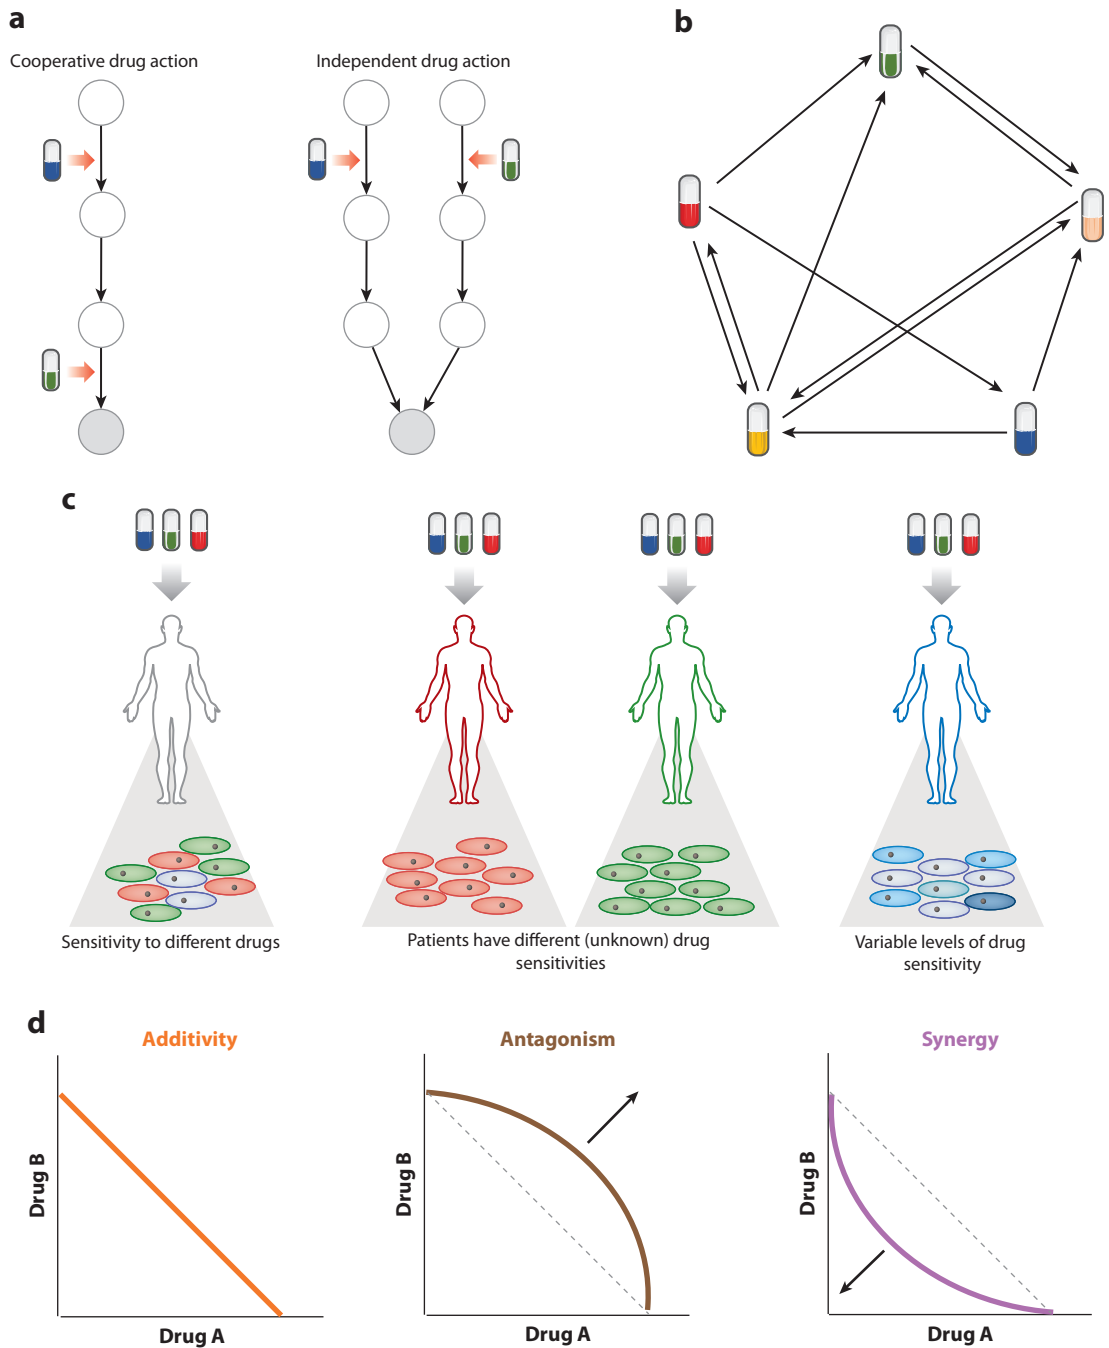 a
Cooperative drug action
Independent drug action
b
c
Sensitivity to different drugs
Patients have different (unknown) drug
sensitivities
Variable levels of drug
sensitivity
d
Additivity
Drug B
Drug A
Antagonism
Drug B
Drug A
Synergy
Drug B
Drug A